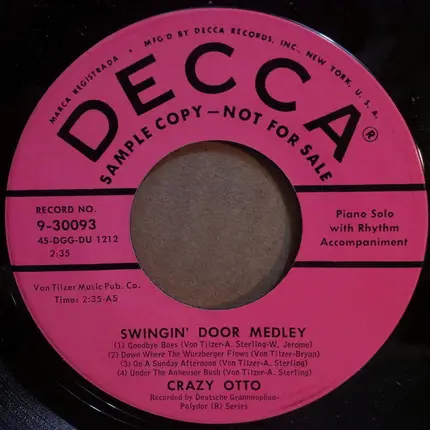 MARCA REGISTRADA • MFG'D BY DECCA RECORDS, INC., NEW YORK, U. S. A.
DECCA®
SAMPLE COPY—NOT FOR SALE
RECORD NO.
9-30093
45-DGG-DU 1212
2:35
Piano Solo
with Rhythm
Accompaniment
Von Tilzer Music Pub. Co.
Time: 2:35-AS
SWINGIN' DOOR MEDLEY
(1) Goodbye Boys (Von Tilzer-A. Sterling-W. Jerome)
(2) Down Where The Wurzberger Flows (Von Tilzer-Bryan)
(3) On A Sunday Afternoon (Von Tilzer-A. Sterling)
(4) Under The Anheuser Bush (Von Tilzer-A. Sterling)
CRAZY OTTO
Recorded by Deutsche Grammophon-
Polydor (R) Series